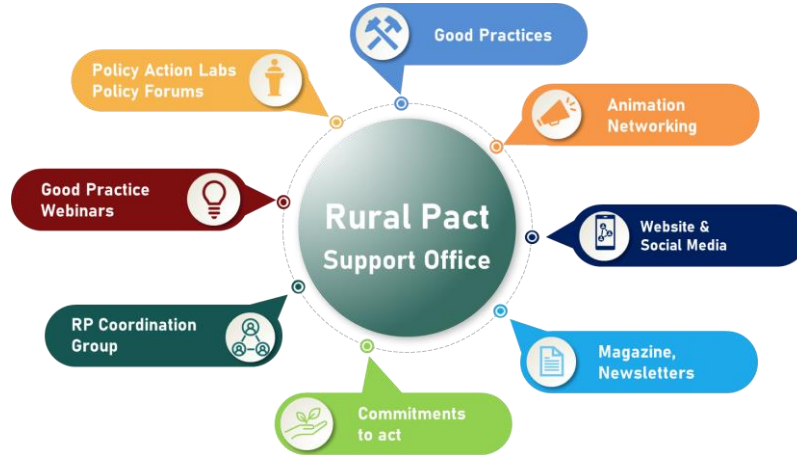 Good Practices
Policy Action Labs
Policy Forums
Animation
Networking
Good Practice
Webinars
Rural Pact
Support Office
Website &
Social Media
RP Coordination
Group
Magazine,
Newsletters
Commitments
to act